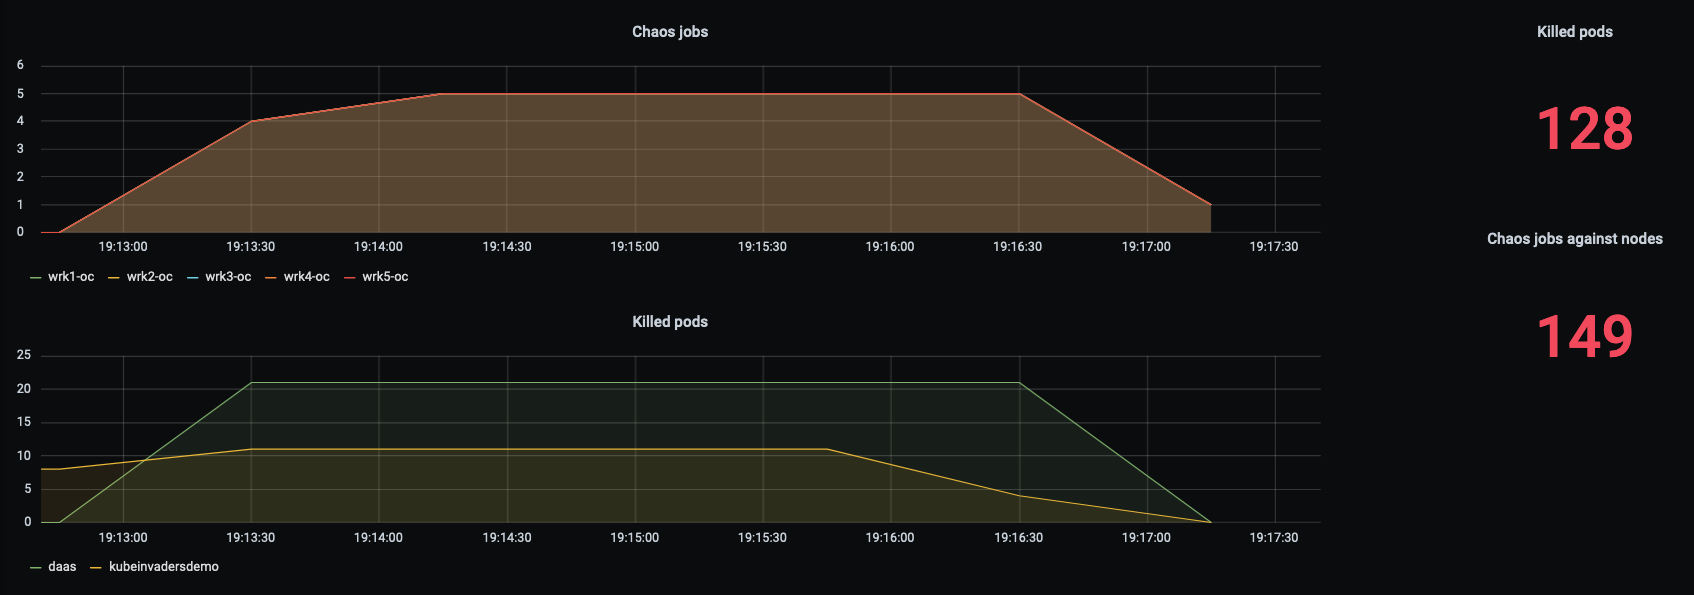 Chaos jobs
6
5
4
3
2
1
0
19:13:00 19:13:30 19:14:00 19:14:30 19:15:00 19:15:30 19:16:00 19:16:30 19:17:00 19:17:30
wrk1-oc wrk2-oc wrk3-oc wrk4-oc wrk5-oc
Killed pods
25
20
15
10
5
0
19:13:00 19:13:30 19:14:00 19:14:30 19:15:00 19:15:30 19:16:00 19:16:30 19:17:00 19:17:30
daas kubeinvadersdemo
Killed pods
128
Chaos jobs against nodes
149